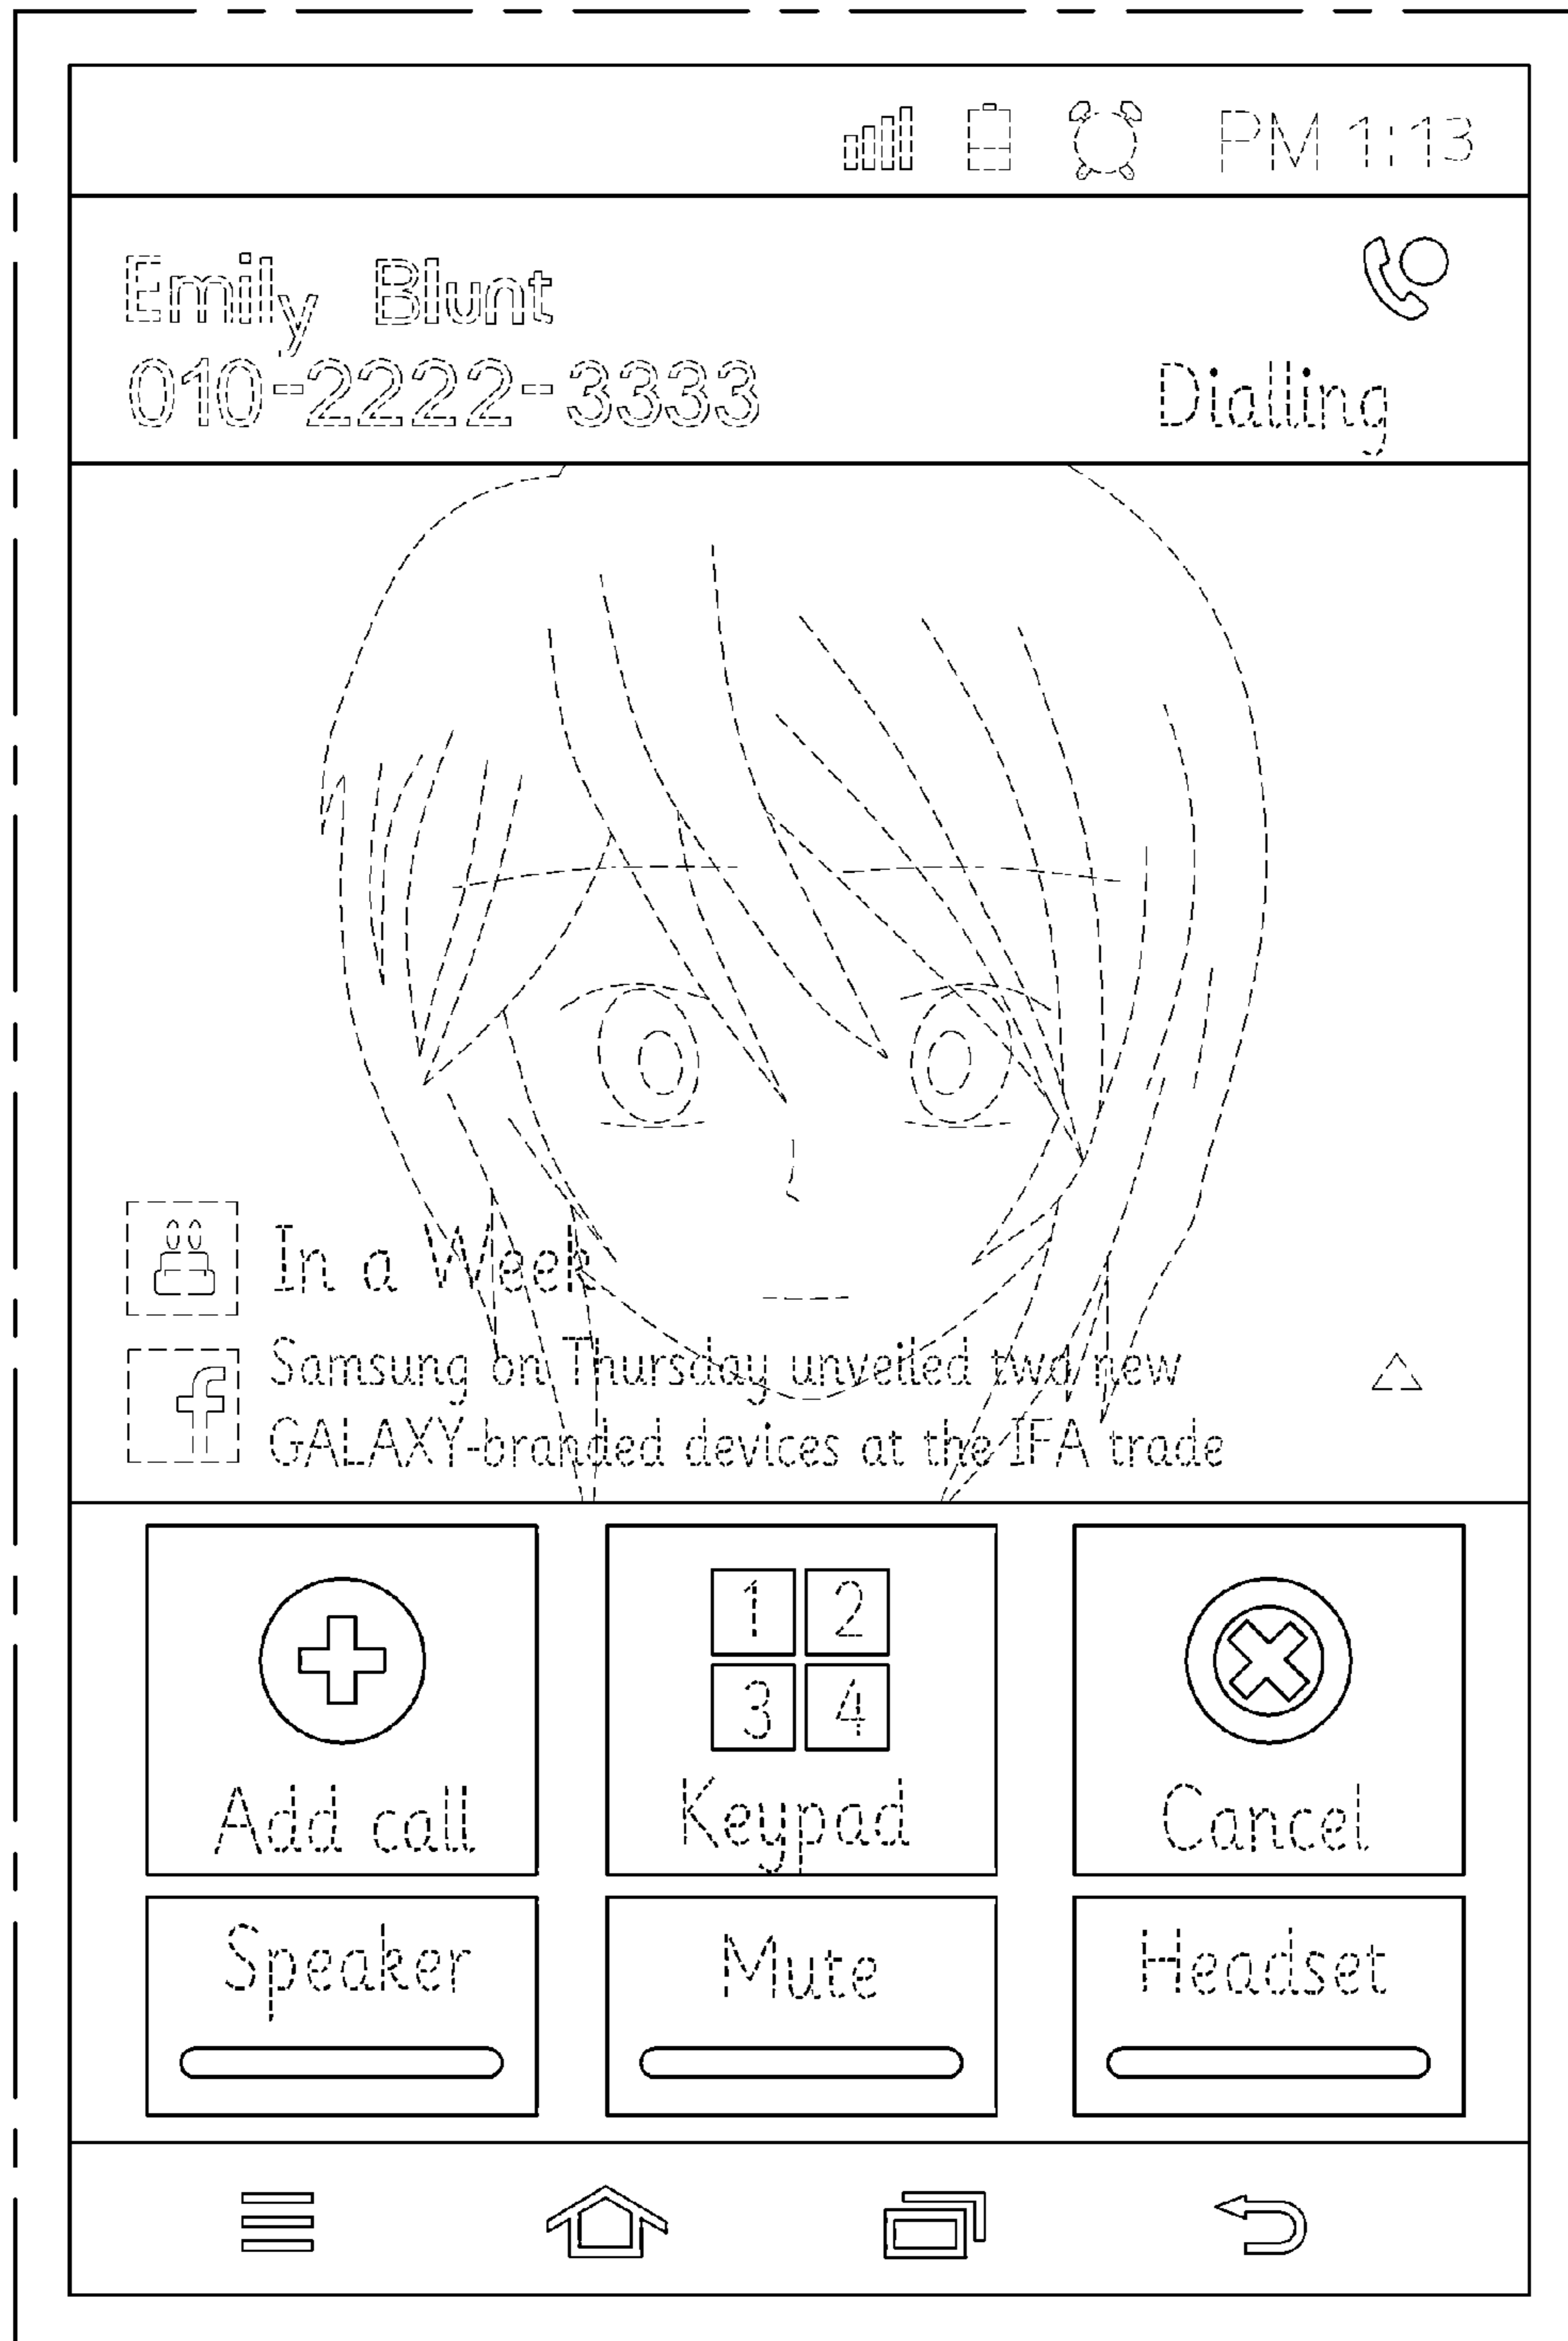 PM 1:13
Emily Blunt
010-2222-3333
Dialling
In a Week
f
Samsung on Thursday unveiled two new
GALAXY-branded devices at the IFA trade
1 2
3 4
Add call
Keypad
Cancel
Speaker
Mute
Headset